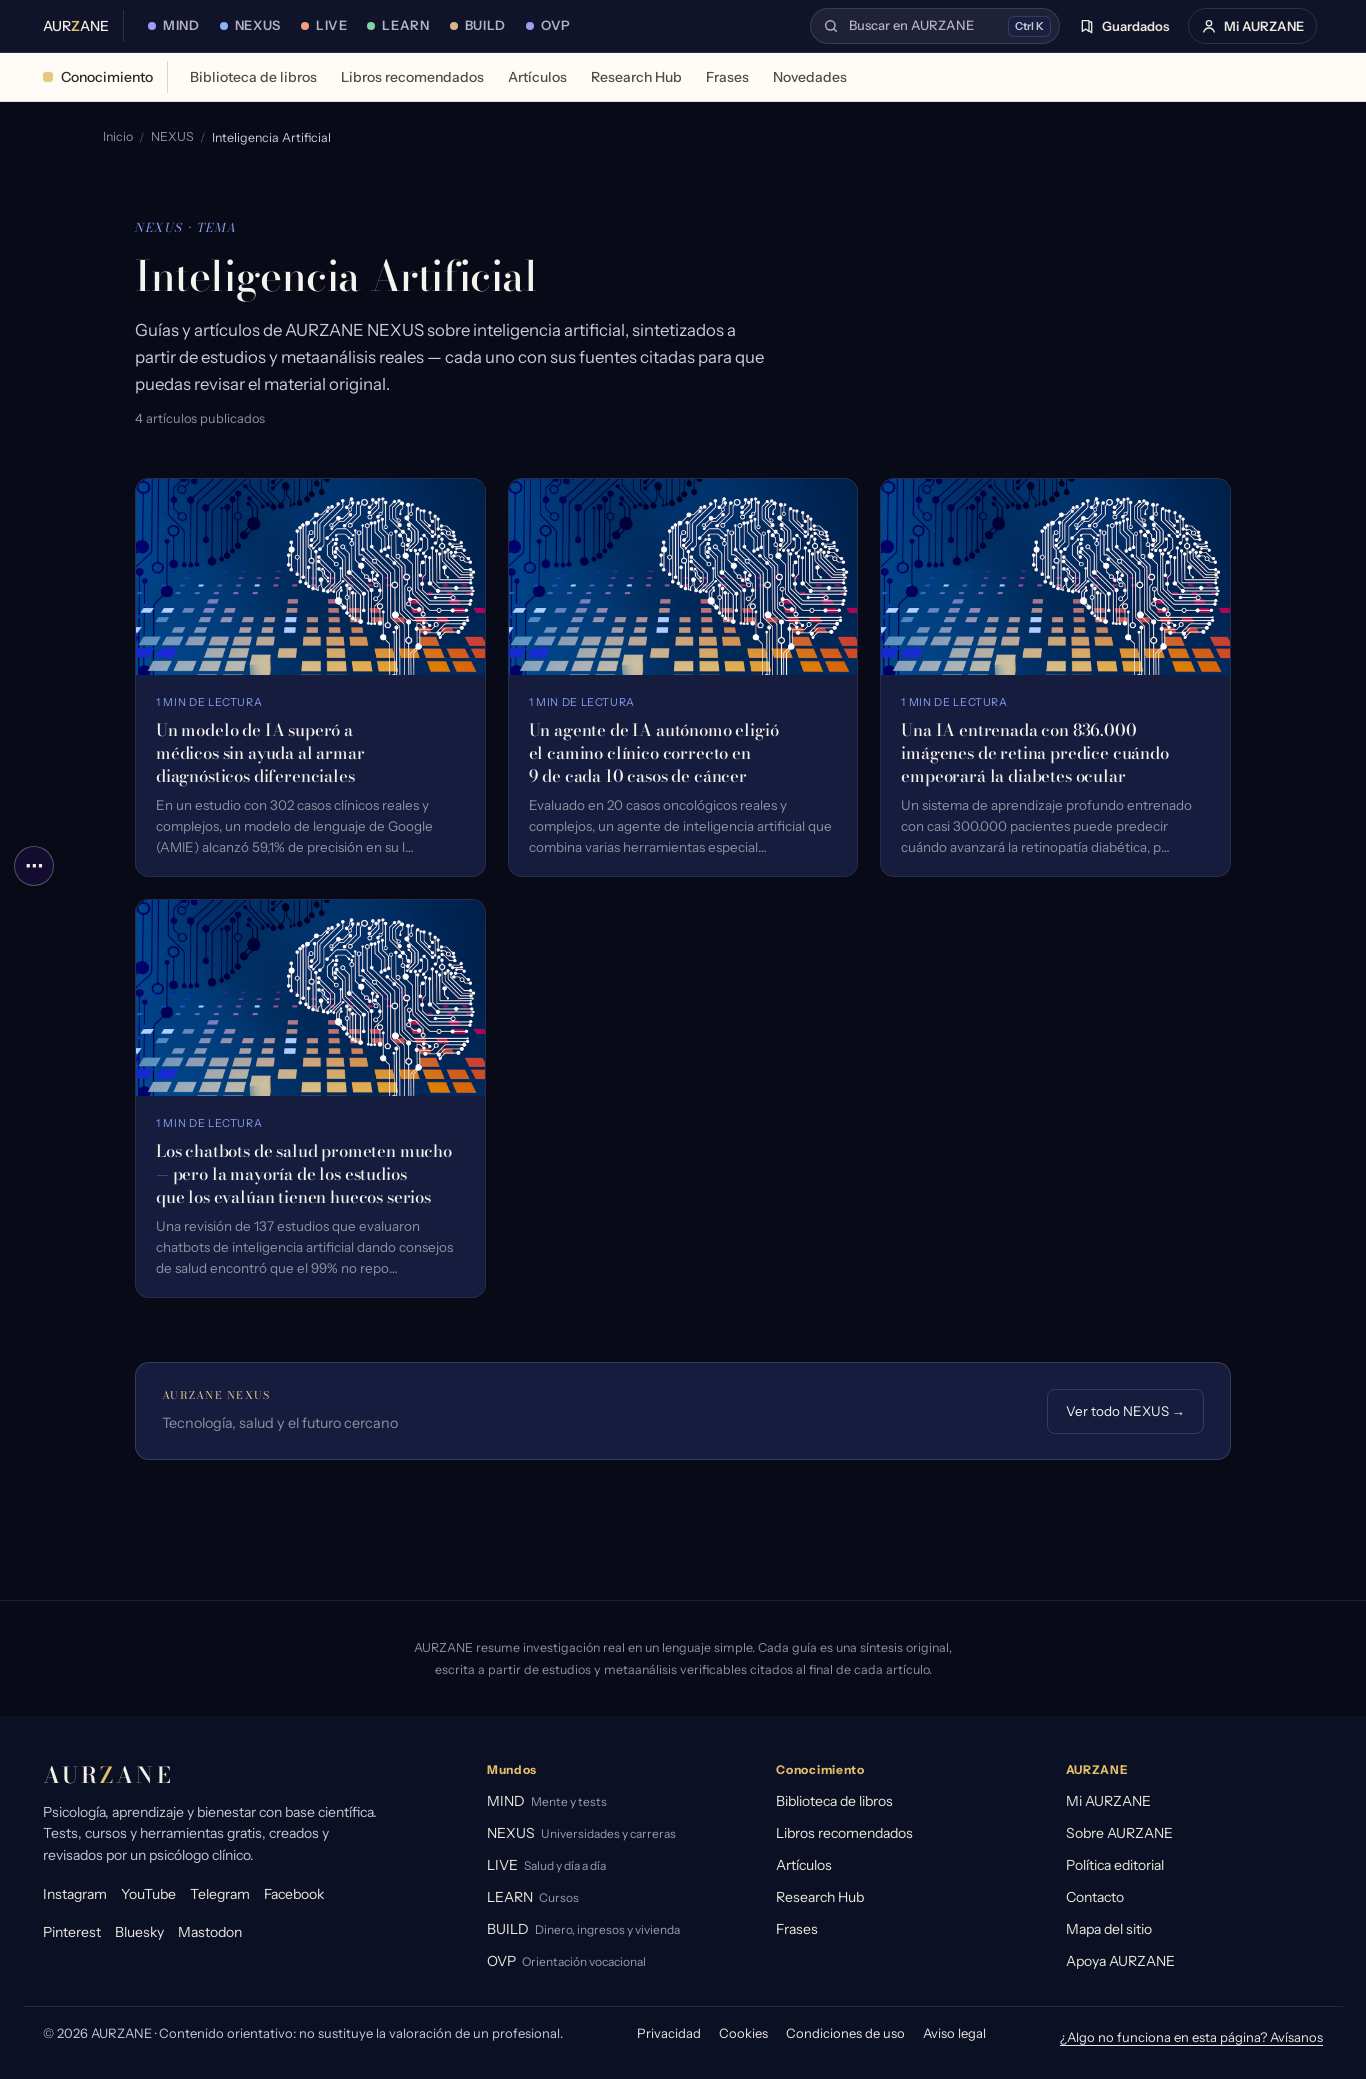 AURZANE
MIND NEXUS LIVE LEARN BUILD OVP
Buscar en AURZANE Ctrl K
Guardados
Mi AURZANE
Conocimiento
Biblioteca de libros Libros recomendados Artículos Research Hub Frases Novedades
Inicio / NEXUS / Inteligencia Artificial
NEXUS · TEMA
Inteligencia Artificial
Guías y artículos de AURZANE NEXUS sobre inteligencia artificial, sintetizados a
partir de estudios y metaanálisis reales — cada uno con sus fuentes citadas para que
puedas revisar el material original.
4 artículos publicados
1 MIN DE LECTURA
Un modelo de IA superó a
médicos sin ayuda al armar
diagnósticos diferenciales
En un estudio con 302 casos clínicos reales y
complejos, un modelo de lenguaje de Google
(AMIE) alcanzó 59,1% de precisión en su l...
1 MIN DE LECTURA
Un agente de IA autónomo eligió
el camino clínico correcto en
9 de cada 10 casos de cáncer
Evaluado en 20 casos oncológicos reales y
complejos, un agente de inteligencia artificial que
combina varias herramientas especial...
1 MIN DE LECTURA
Una IA entrenada con 836.000
imágenes de retina predice cuándo
empeorará la diabetes ocular
Un sistema de aprendizaje profundo entrenado
con casi 300.000 pacientes puede predecir
cuándo avanzará la retinopatía diabética, p...
1 MIN DE LECTURA
Los chatbots de salud prometen mucho
— pero la mayoría de los estudios
que los evalúan tienen huecos serios
Una revisión de 137 estudios que evaluaron
chatbots de inteligencia artificial dando consejos
de salud encontró que el 99% no repo...
AURZANE NEXUS
Tecnología, salud y el futuro cercano
Ver todo NEXUS →
AURZANE resume investigación real en un lenguaje simple. Cada guía es una síntesis original,
escrita a partir de estudios y metaanálisis verificables citados al final de cada artículo.
AURZANE
Psicología, aprendizaje y bienestar con base científica.
Tests, cursos y herramientas gratis, creados y
revisados por un psicólogo clínico.
Instagram YouTube Telegram Facebook
Pinterest Bluesky Mastodon
Mundos
MIND Mente y tests
NEXUS Universidades y carreras
LIVE Salud y día a día
LEARN Cursos
BUILD Dinero, ingresos y vivienda
OVP Orientación vocacional
Conocimiento
Biblioteca de libros
Libros recomendados
Artículos
Research Hub
Frases
AURZANE
Mi AURZANE
Sobre AURZANE
Política editorial
Contacto
Mapa del sitio
Apoya AURZANE
© 2026 AURZANE · Contenido orientativo: no sustituye la valoración de un profesional.
Privacidad Cookies Condiciones de uso Aviso legal
¿Algo no funciona en esta página? Avísanos